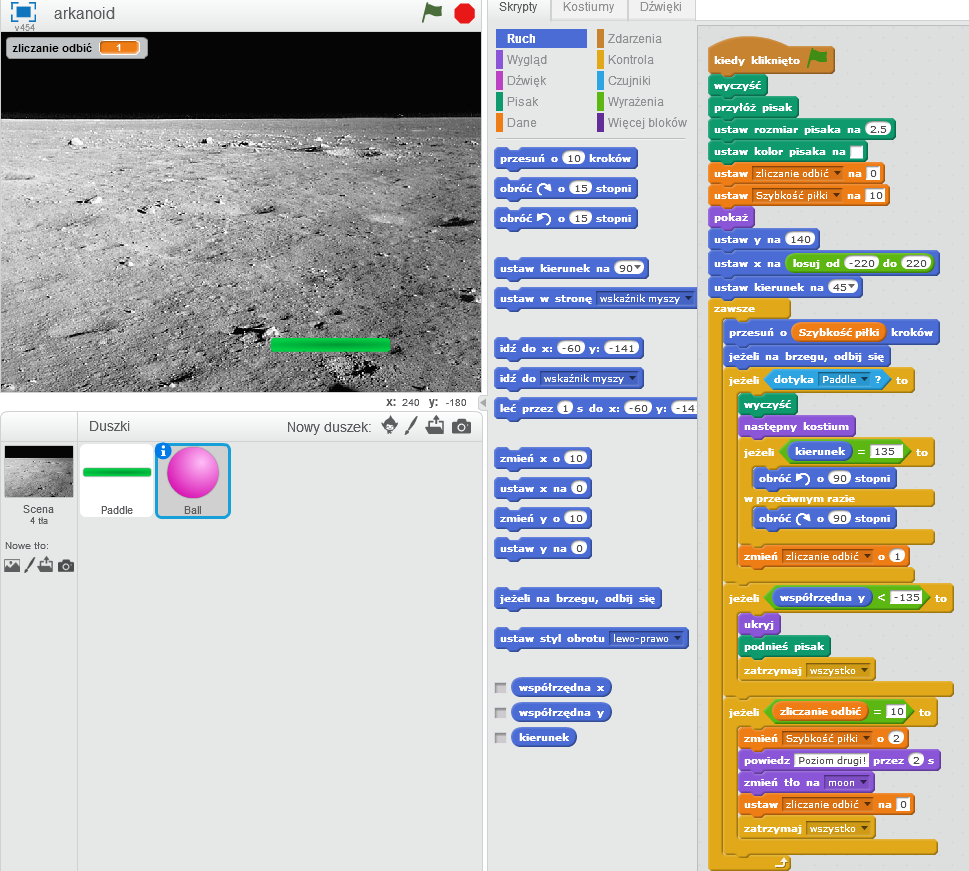 arkanoid
v454
zliczanie odbić 1
x: 240 y: -180
Duszki
Nowy duszek:
Scena
4 tła
Nowe tło:
Paddle
Ball
Skrypty
Kostiumy
Dźwięki
Ruch
Zdarzenia
Wygląd
Kontrola
Dźwięk
Czujniki
Pisak
Wyrażenia
Dane
Więcej bloków
przesuń o 10 kroków
obróć o 15 stopni
obróć o 15 stopni
ustaw kierunek na 90
ustaw w stronę wskaźnik myszy
idź do x: -60 y: -141
idź do wskaźnik myszy
leć przez 1 s do x: -60 y: -14
zmień x o 10
ustaw x na 0
zmień y o 10
ustaw y na 0
jeżeli na brzegu, odbij się
ustaw styl obrotu lewo-prawo
współrzędna x
współrzędna y
kierunek
kiedy kliknięto
wyczyść
przyłóż pisak
ustaw rozmiar pisaka na 2.5
ustaw kolor pisaka na
ustaw zliczanie odbić na 0
ustaw Szybkość piłki na 10
pokaż
ustaw y na 140
ustaw x na losuj od -220 do 220
ustaw kierunek na 45
zawsze
przesuń o Szybkość piłki kroków
jeżeli na brzegu, odbij się
jeżeli dotyka Paddle ? to
wyczyść
następny kostium
jeżeli kierunek = 135 to
obróć o 90 stopni
w przeciwnym razie
obróć o 90 stopni
zmień zliczanie odbić o 1
jeżeli współrzędna y < -135 to
ukryj
podnieś pisak
zatrzymaj wszystko
jeżeli zliczanie odbić = 10 to
zmień Szybkość piłki o 2
powiedz Poziom drugi! przez 2 s
zmień tło na moon
ustaw zliczanie odbić na 0
zatrzymaj wszystko